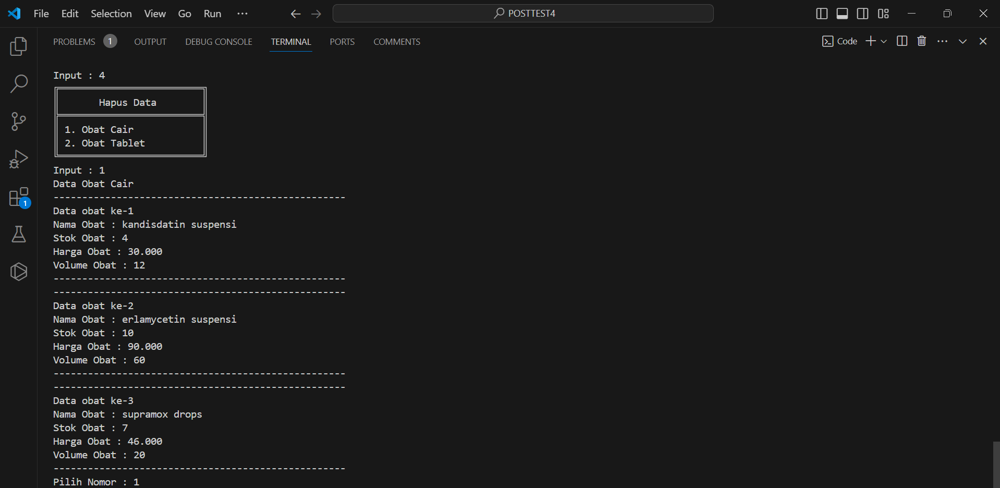 File Edit Selection View Go Run ··· POSTTEST4
PROBLEMS 1 OUTPUT DEBUG CONSOLE TERMINAL PORTS COMMENTS Code
1
Input : 4
Hapus Data
1. Obat Cair
2. Obat Tablet
Input : 1
Data Obat Cair
---------------------------------------------------
Data obat ke-1
Nama Obat : kandisdatin suspensi
Stok Obat : 4
Harga Obat : 30.000
Volume Obat : 12
---------------------------------------------------
---------------------------------------------------
Data obat ke-2
Nama Obat : erlamycetin suspensi
Stok Obat : 10
Harga Obat : 90.000
Volume Obat : 60
---------------------------------------------------
---------------------------------------------------
Data obat ke-3
Nama Obat : supramox drops
Stok Obat : 7
Harga Obat : 46.000
Volume Obat : 20
---------------------------------------------------
Pilih Nomor : 1